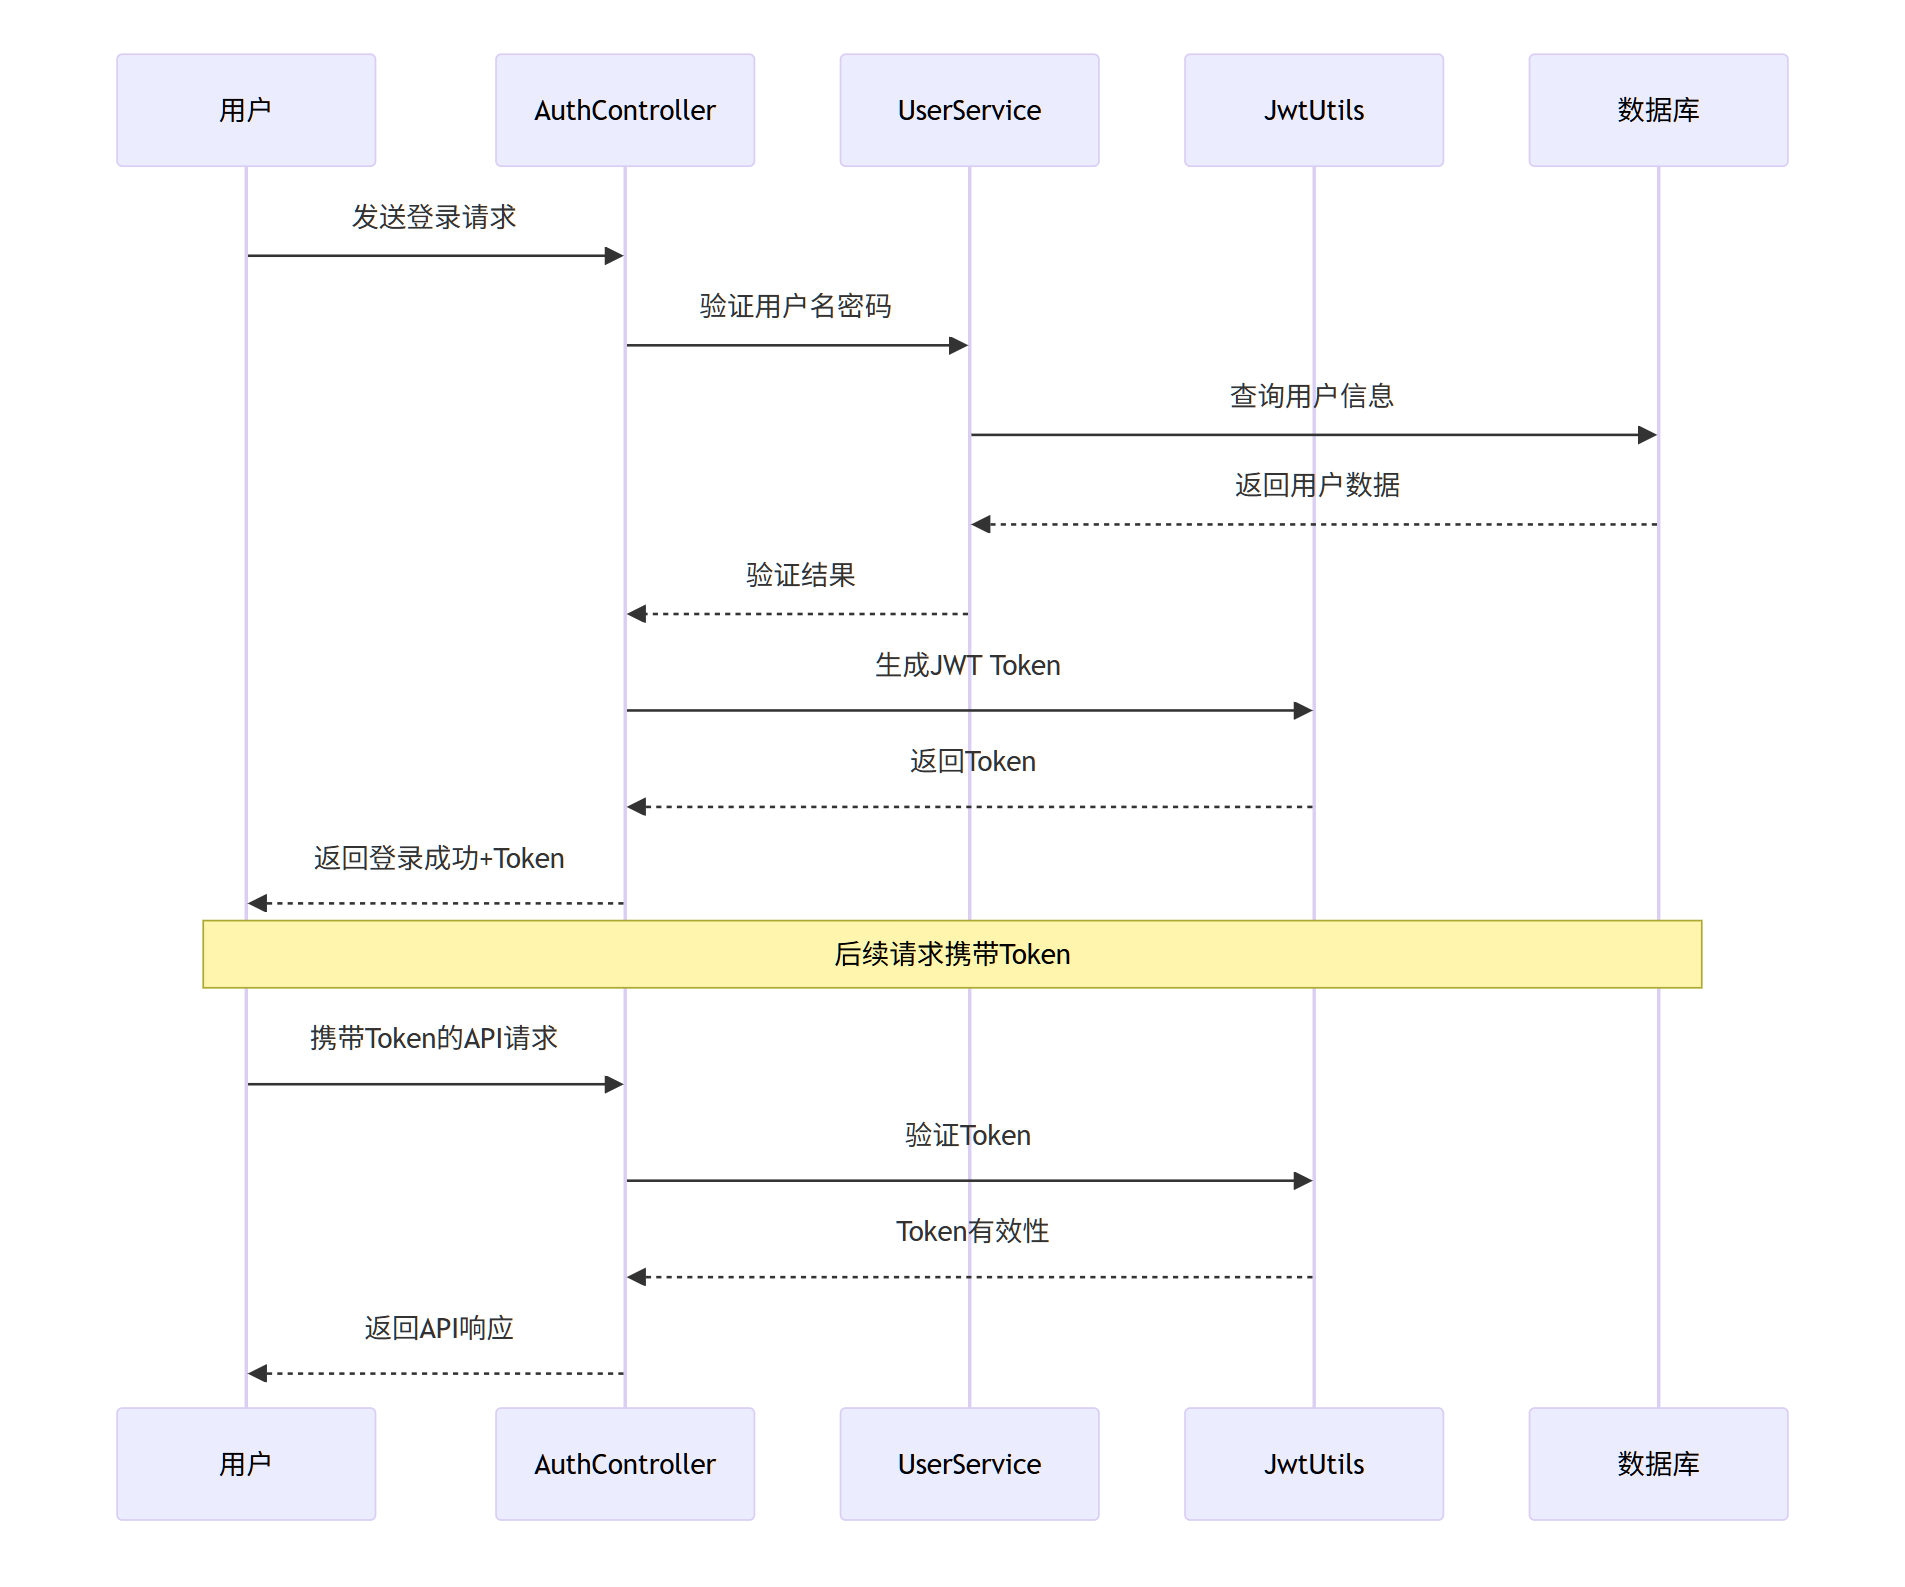 用户
AuthController
UserService
JwtUtils
数据库
发送登录请求
验证用户名密码
查询用户信息
返回用户数据
验证结果
生成JWT Token
返回Token
返回登录成功+Token
后续请求携带Token
携带Token的API请求
验证Token
Token有效性
返回API响应
用户
AuthController
UserService
JwtUtils
数据库